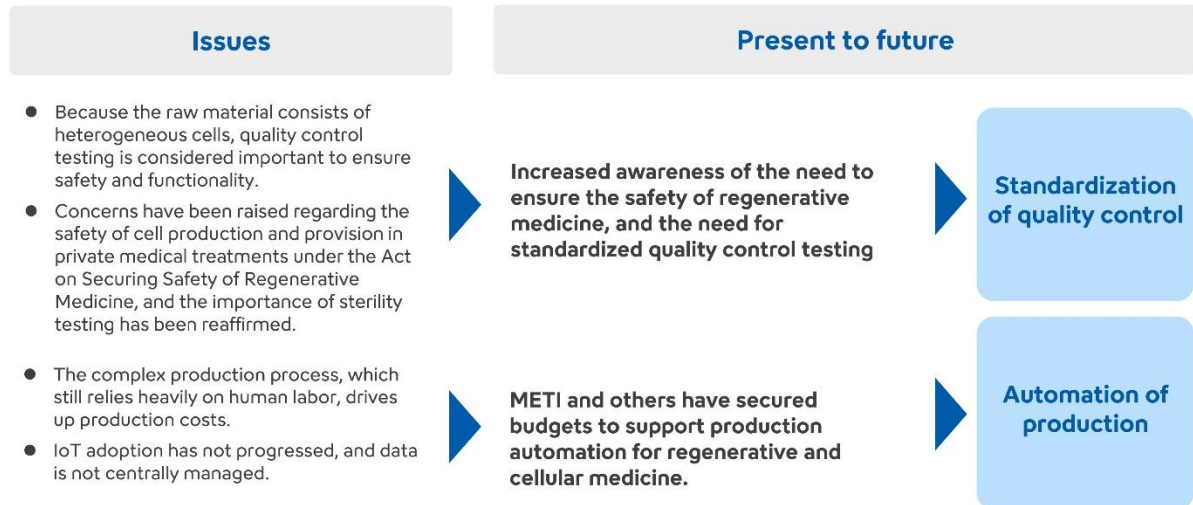 Issues
Present to future
● Because the raw material consists of
heterogeneous cells, quality control
testing is considered important to ensure
safety and functionality.
● Concerns have been raised regarding the
safety of cell production and provision in
private medical treatments under the Act
on Securing Safety of Regenerative
Medicine, and the importance of sterility
testing has been reaffirmed.
Increased awareness of the need to
ensure the safety of regenerative
medicine, and the need for
standardized quality control testing
Standardization
of quality control
● The complex production process, which
still relies heavily on human labor, drives
up production costs.
● IoT adoption has not progressed, and data
is not centrally managed.
METI and others have secured
budgets to support production
automation for regenerative and
cellular medicine.
Automation of
production